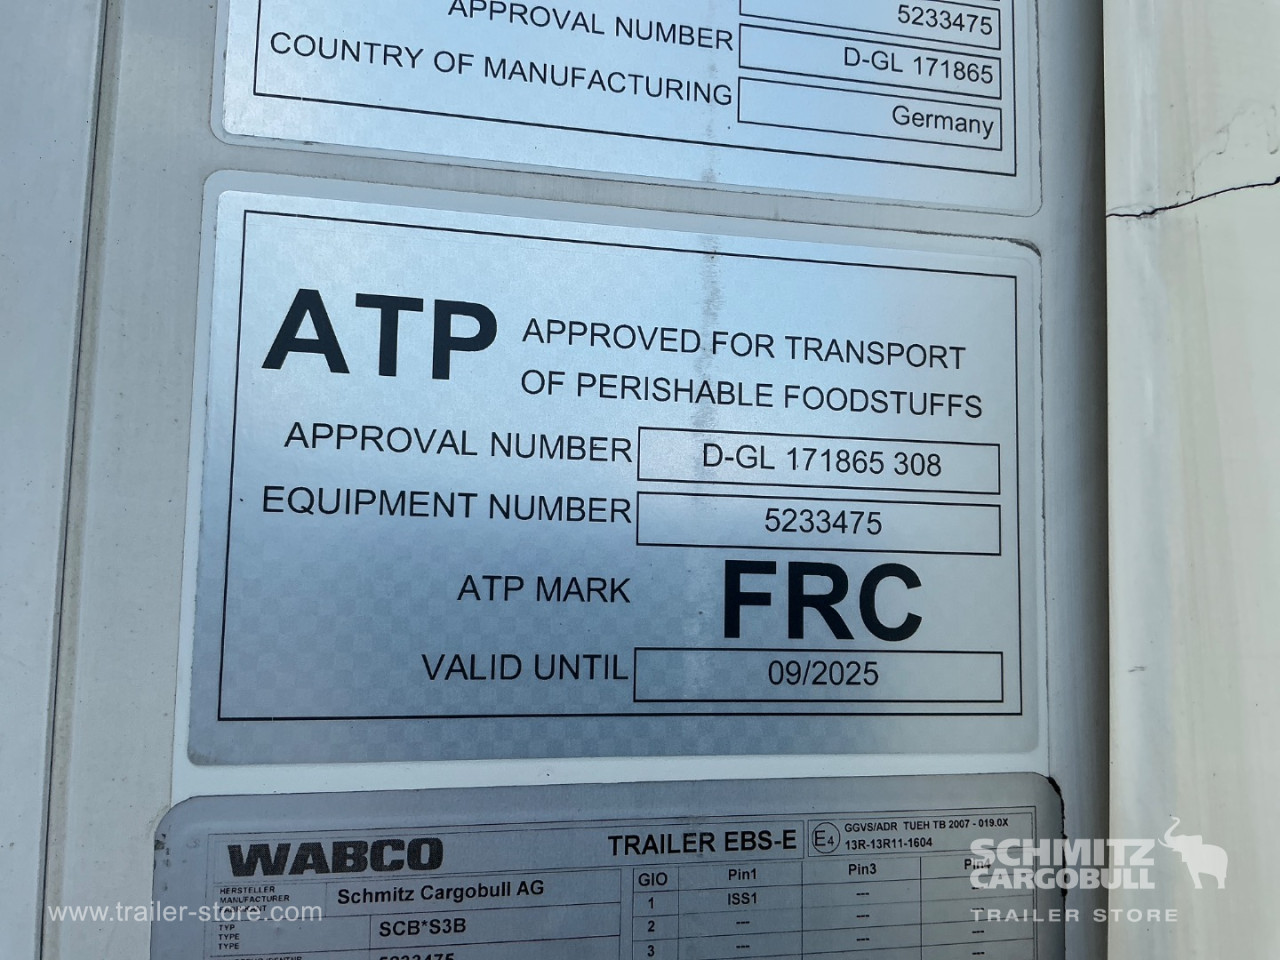 5233475
APPROVAL NUMBER D-GL 171865
COUNTRY OF MANUFACTURING Germany
ATP APPROVED FOR TRANSPORT
OF PERISHABLE FOODSTUFFS
APPROVAL NUMBER D-GL 171865 308
EQUIPMENT NUMBER 5233475
ATP MARK FRC
VALID UNTIL 09/2025
WABCO TRAILER EBS-E E4 GGVS/ADR TUEH TB 2007 - 019.0X
13R-13R11-1604
HERSTELLER
MANUFACTURER
Schmitz Cargobull AG
TYP
TYPE
TYPE
SCB*S3B
5233475
GIO Pin1 Pin3 Pin4
1 ISS1 --- ---
2 --- --- ---
3 --- --- ---
SCHMITZ
CARGOBULL
TRAILER STORE
www.trailer-store.com